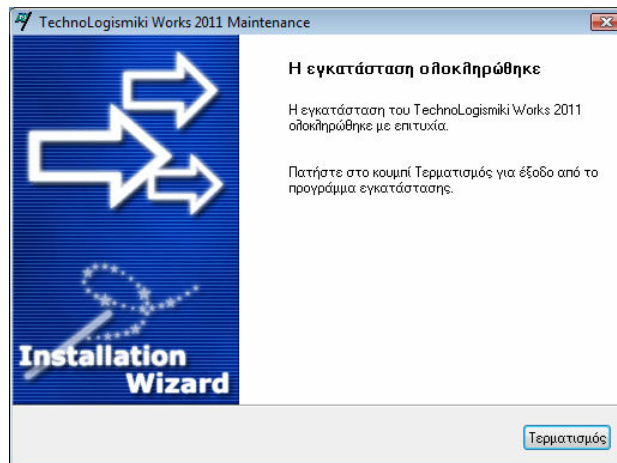 TechnoLogismiki Works 2011 Maintenance
Η εγκατάσταση ολοκληρώθηκε
Η εγκατάσταση του TechnoLogismiki Works 2011
ολοκληρώθηκε με επιτυχία.
Πατήστε στο κουμπί Τερματισμός για έξοδο από το
προγράμμα εγκατάστασης.
Installation
Wizard
Τερματισμός